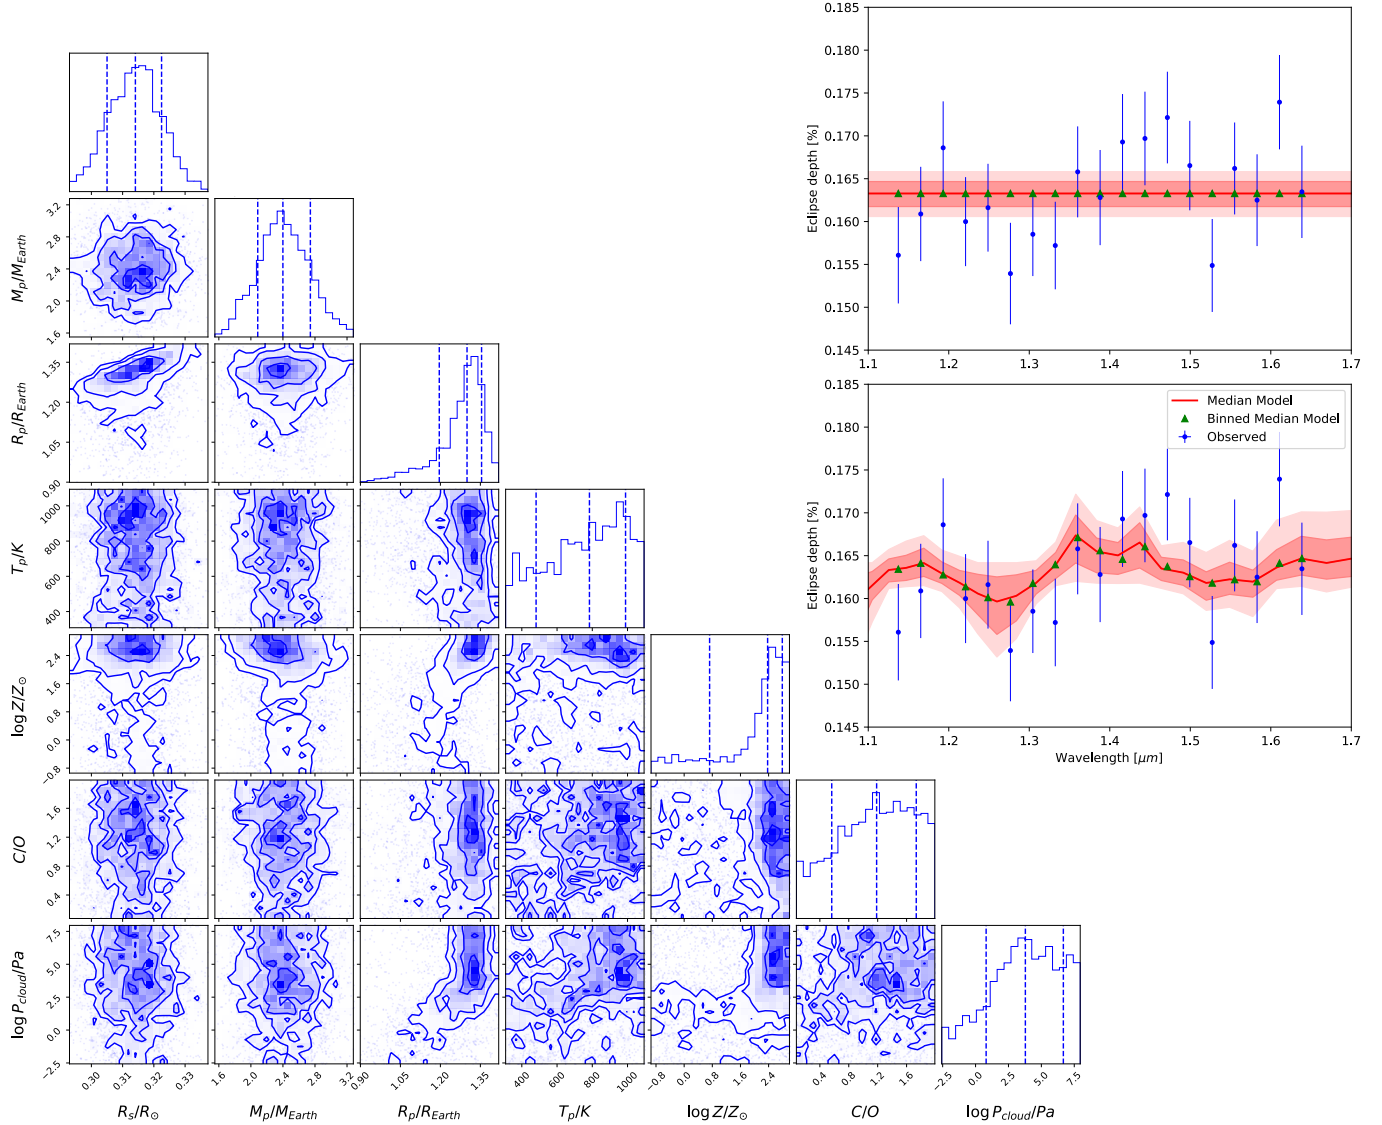 0.185
0.180
0.175
0.170
0.165
0.160
0.155
0.150
0.145
Eclipse depth [%]
1.1 1.2 1.3 1.4 1.5 1.6 1.7
0.185
0.180
0.175
0.170
0.165
0.160
0.155
0.150
0.145
Eclipse depth [%]
Median Model
Binned Median Model
Observed
1.1 1.2 1.3 1.4 1.5 1.6 1.7
Wavelength [μm]
3.2
2.8
2.4
2.0
1.6
M_p/M_Earth
1.35
1.20
1.05
0.90
R_p/R_Earth
1000
800
600
400
T_p/K
2.4
1.6
0.8
0.0
−0.8
log Z/Z⊙
1.6
1.2
0.8
0.4
C/O
7.5
5.0
2.5
0.0
−2.5
log P_cloud/Pa
0.30 0.31 0.32 0.33
R_s/R⊙
1.6 2.0 2.4 2.8 3.2
M_p/M_Earth
0.90 1.05 1.20 1.35
R_p/R_Earth
400 600 800 1000
T_p/K
−0.8 0.0 0.8 1.6 2.4
log Z/Z⊙
0.4 0.8 1.2 1.6
C/O
−2.5 0.0 2.5 5.0 7.5
log P_cloud/Pa